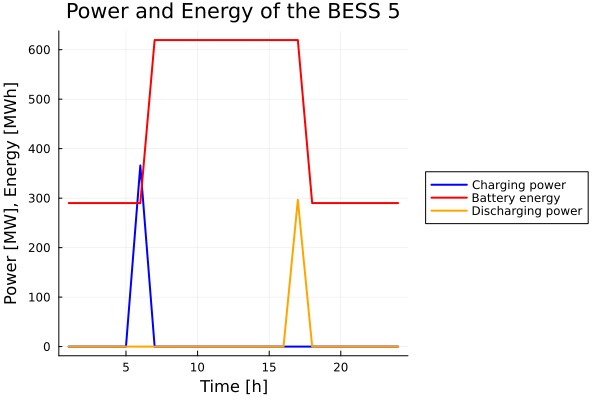 Power and Energy of the BESS 5
Power [MW], Energy [MWh]
600
500
400
300
200
100
0
5 10 15 20
Time [h]
Charging power
Battery energy
Discharging power